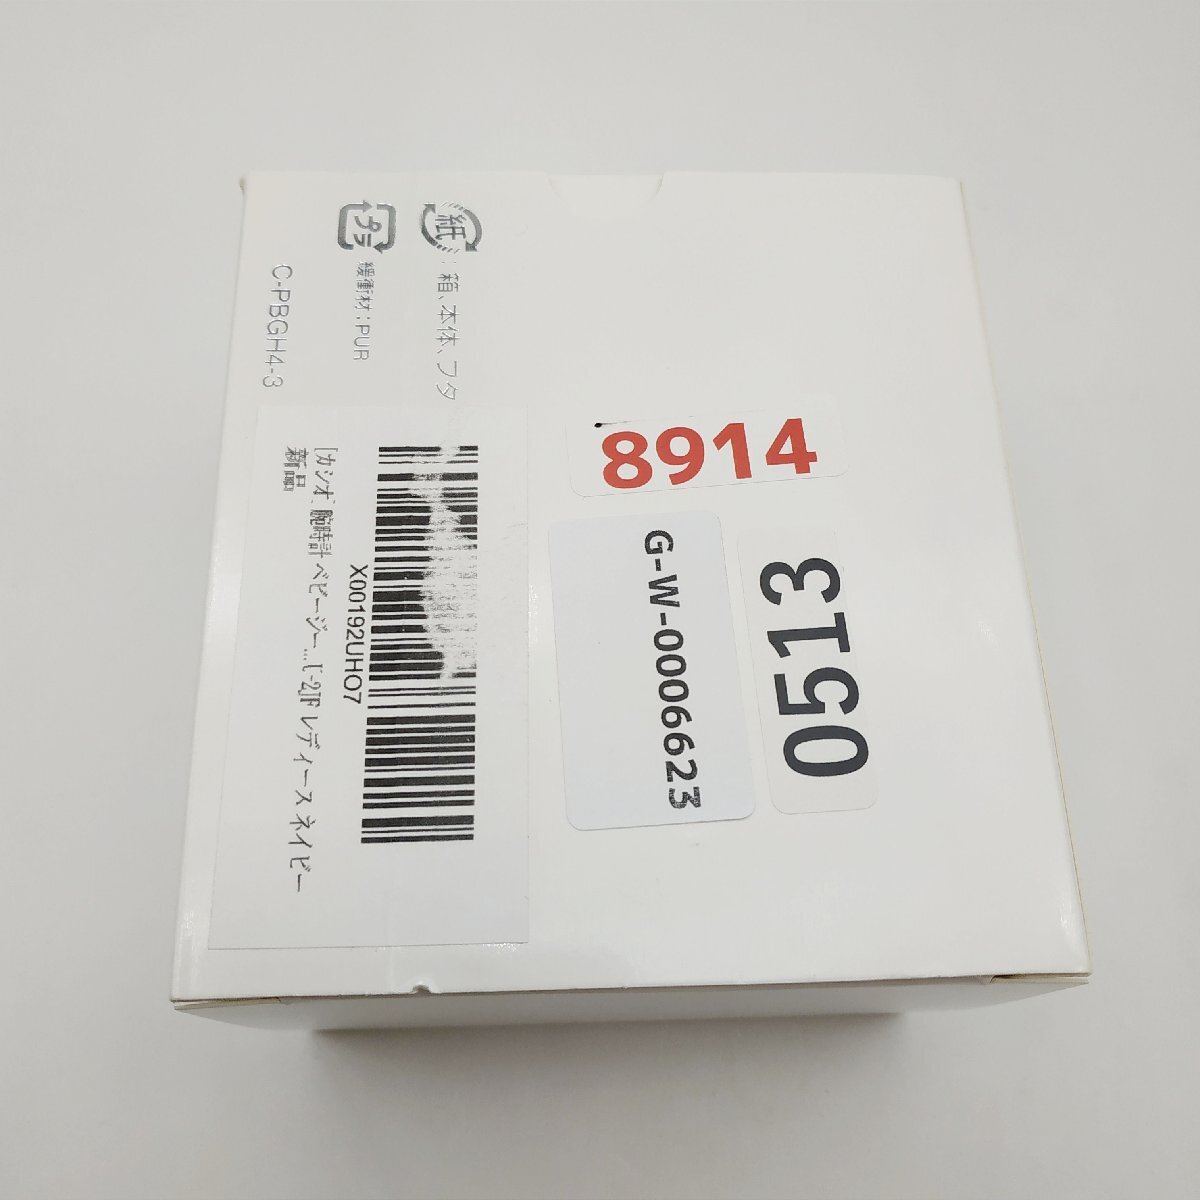 紙：箱、本体、フタ
プラ
緩衝材：PUR
C-PBGH4-3
X00192UHO7
[カシオ] 腕時計 ベビージー... U-2JF レディース ネイビー
新品
8914
G-W-0006623
0513